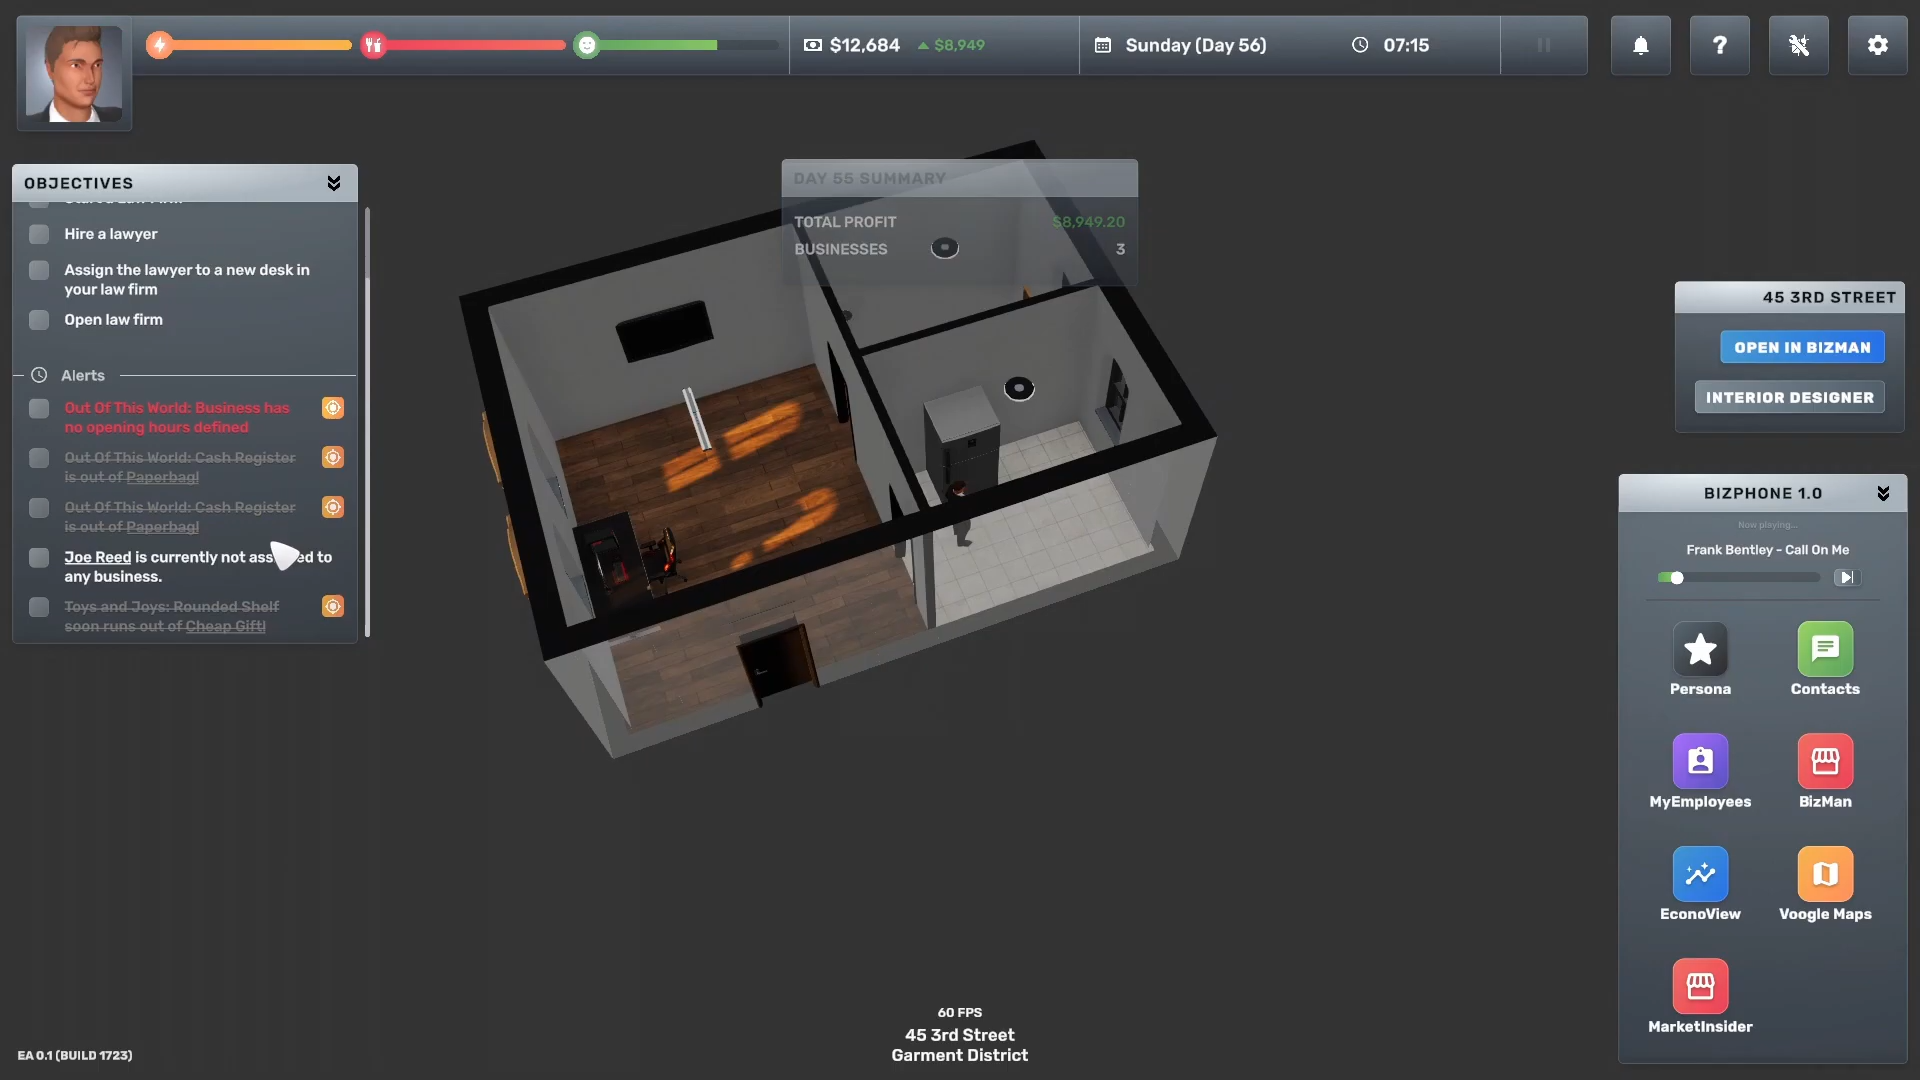 $12,684
$8,949
Sunday (Day 56)
07:15
?
OBJECTIVES
Hire a lawyer
Assign the lawyer to a new desk in
your law firm
Open law firm
Alerts
Out Of This World: Business has
no opening hours defined
Out Of This World: Cash Register
is out of Paperbag!
Out Of This World: Cash Register
is out of Paperbag!
Joe Reed is currently not ass ed to
any business.
Toys and Joys: Rounded Shelf
soon runs out of Cheap Gift!
DAY 55 SUMMARY
TOTAL PROFIT
$8,949.20
BUSINESSES
3
45 3RD STREET
OPEN IN BIZMAN
INTERIOR DESIGNER
BIZPHONE 1.0
Now playing...
Frank Bentley - Call On Me
Persona
Contacts
MyEmployees
BizMan
EconoView
Voogle Maps
MarketInsider
60 FPS
45 3rd Street
Garment District
EA 0.1 (BUILD 1723)